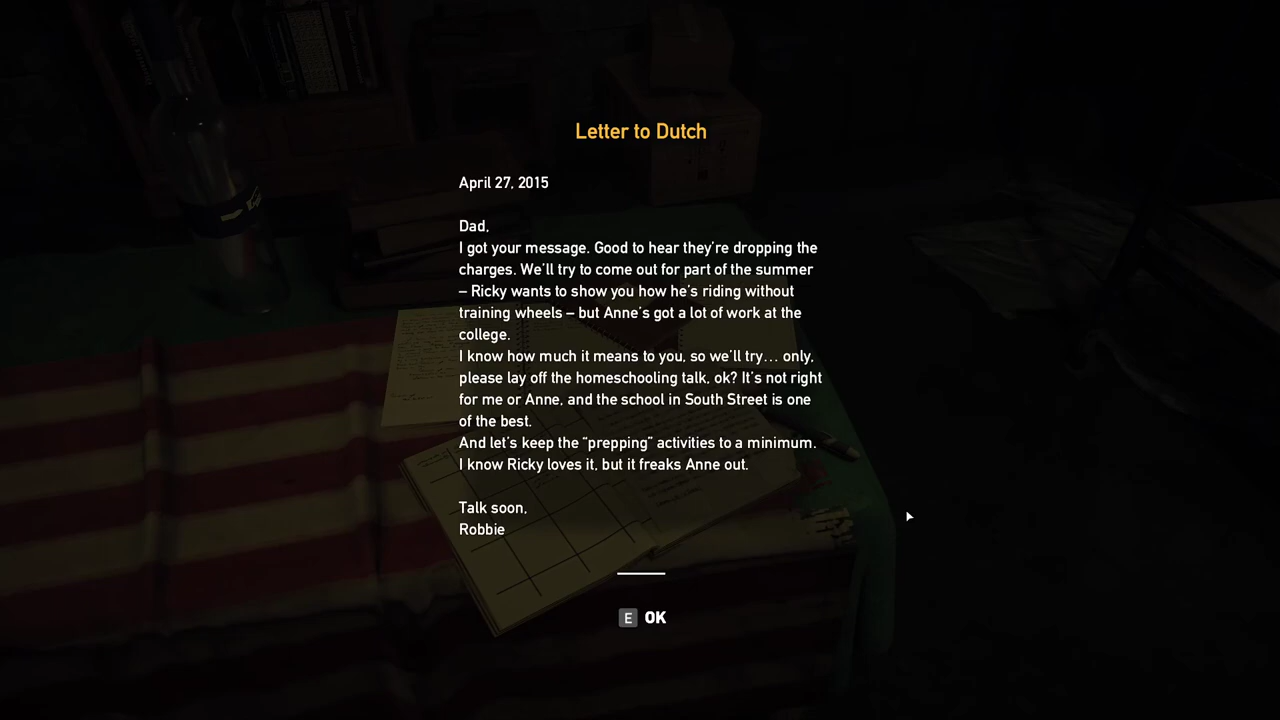 Letter to Dutch
April 27, 2015
Dad,
I got your message. Good to hear they're dropping the
charges. We'll try to come out for part of the summer
– Ricky wants to show you how he's riding without
training wheels – but Anne's got a lot of work at the
college.
I know how much it means to you, so we'll try... only,
please lay off the homeschooling talk, ok? It's not right
for me or Anne, and the school in South Street is one
of the best.
And let's keep the “prepping” activities to a minimum.
I know Ricky loves it, but it freaks Anne out.
Talk soon,
Robbie
E OK